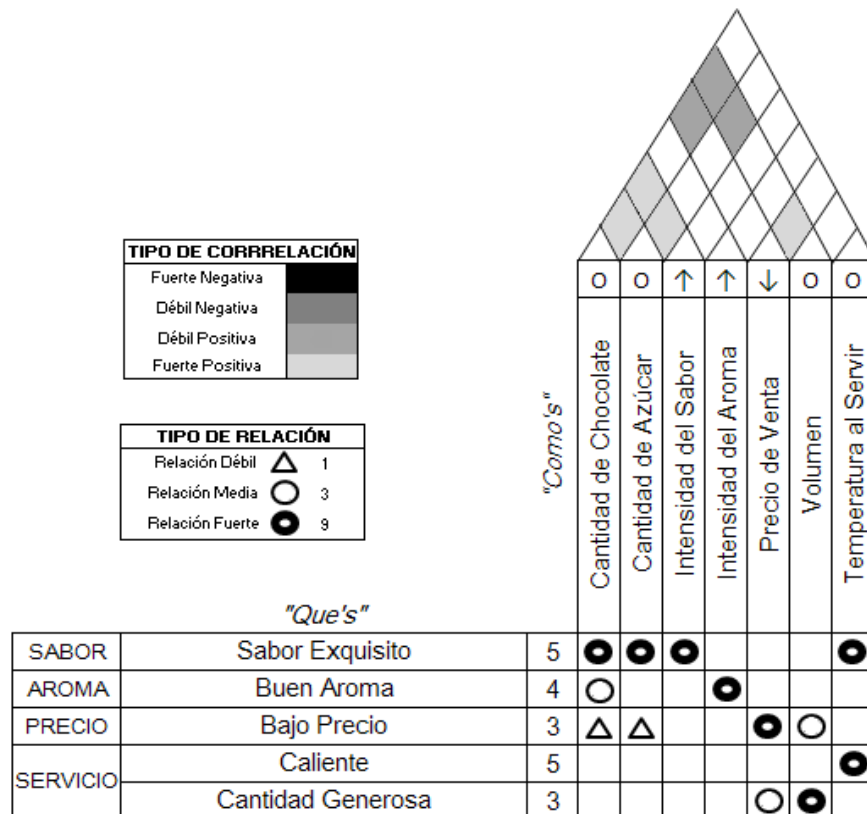 TIPO DE CORRRELACIÓN
Fuerte Negativa
Débil Negativa
Débil Positiva
Fuerte Positiva
TIPO DE RELACIÓN
Relación Débil 1
Relación Media 3
Relación Fuerte 9
O O ↑ ↑ ↓ O O
"Como's"
Cantidad de Chocolate
Cantidad de Azúcar
Intensidad del Sabor
Intensidad del Aroma
Precio de Venta
Volumen
Temperatura al Servir
"Que's"
SABOR Sabor Exquisito 5
AROMA Buen Aroma 4
PRECIO Bajo Precio 3
SERVICIO
Caliente 5
Cantidad Generosa 3